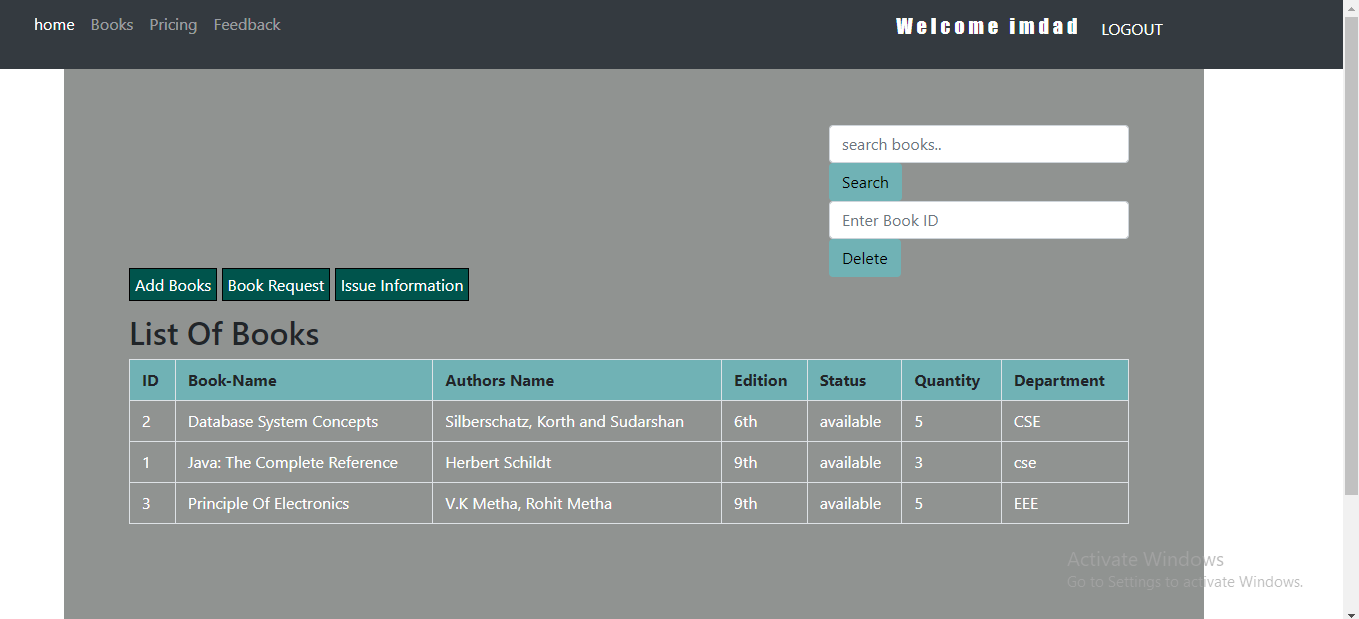 home Books Pricing Feedback Welcome imdad LOGOUT
search books..
Search
Enter Book ID
Delete
Add Books Book Request Issue Information
List Of Books
ID Book-Name Authors Name Edition Status Quantity Department
2 Database System Concepts Silberschatz, Korth and Sudarshan 6th available 5 CSE
1 Java: The Complete Reference Herbert Schildt 9th available 3 cse
3 Principle Of Electronics V.K Metha, Rohit Metha 9th available 5 EEE
Activate Windows
Go to Settings to activate Windows.